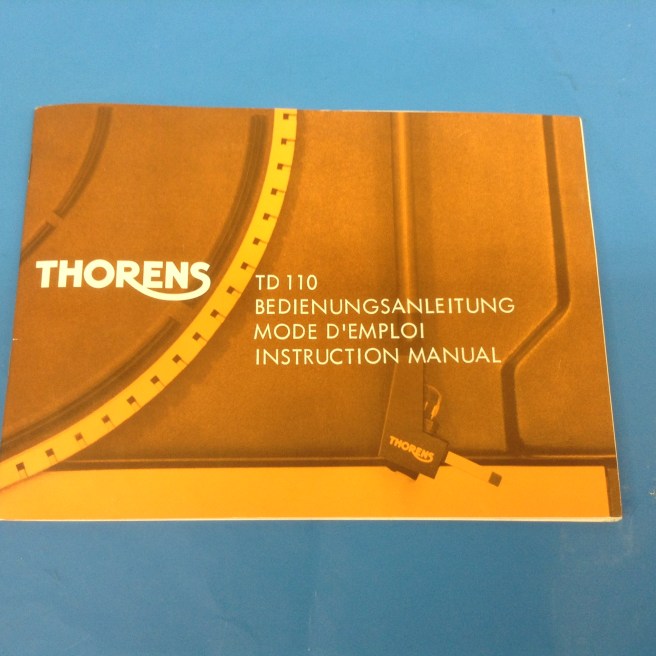 THORENS
TD 110
BEDIENUNGSANLEITUNG
MODE D'EMPLOI
INSTRUCTION MANUAL
THORENS